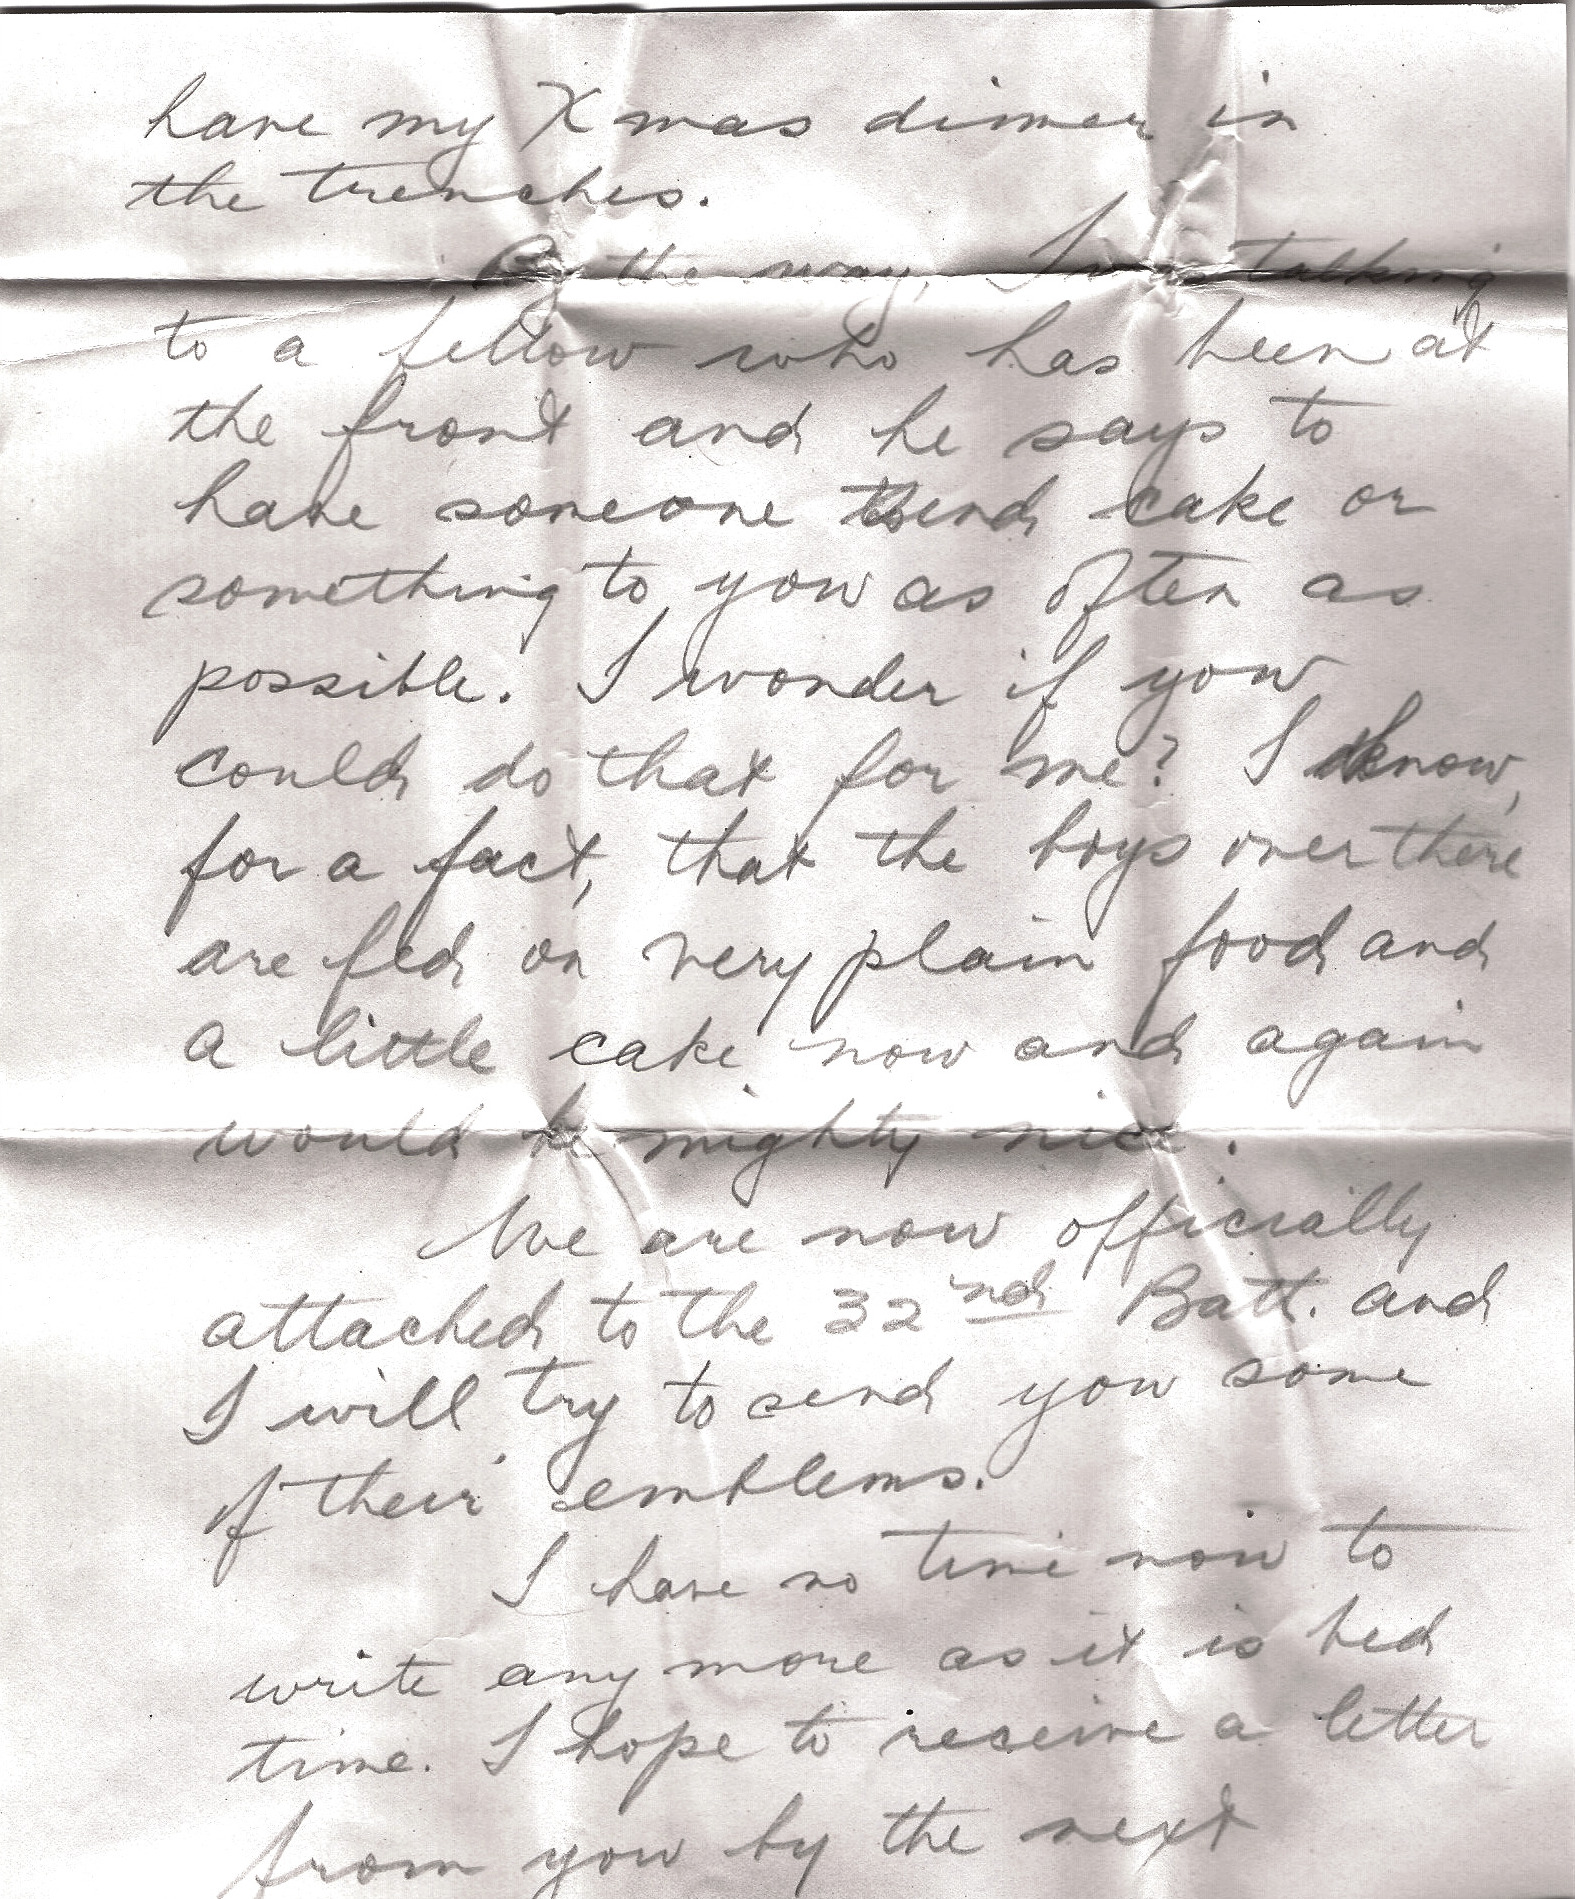 have my Xmas dinner in
the trenches.
By the way, I was talking
to a fellow who has been at
the front and he says to
have someone send cake or
something to you as often as
possible. I wonder if you
could do that for me? I know,
for a fact, that the boys over there
are fed on very plain food and
a little cake now and again
would be mighty nice.
We are now officially
attached to the 32nd Batt. and
I will try to send you some
of their emblems.
I have no time now to
write any more as it is bed
time. I hope to receive a letter
from you by the next